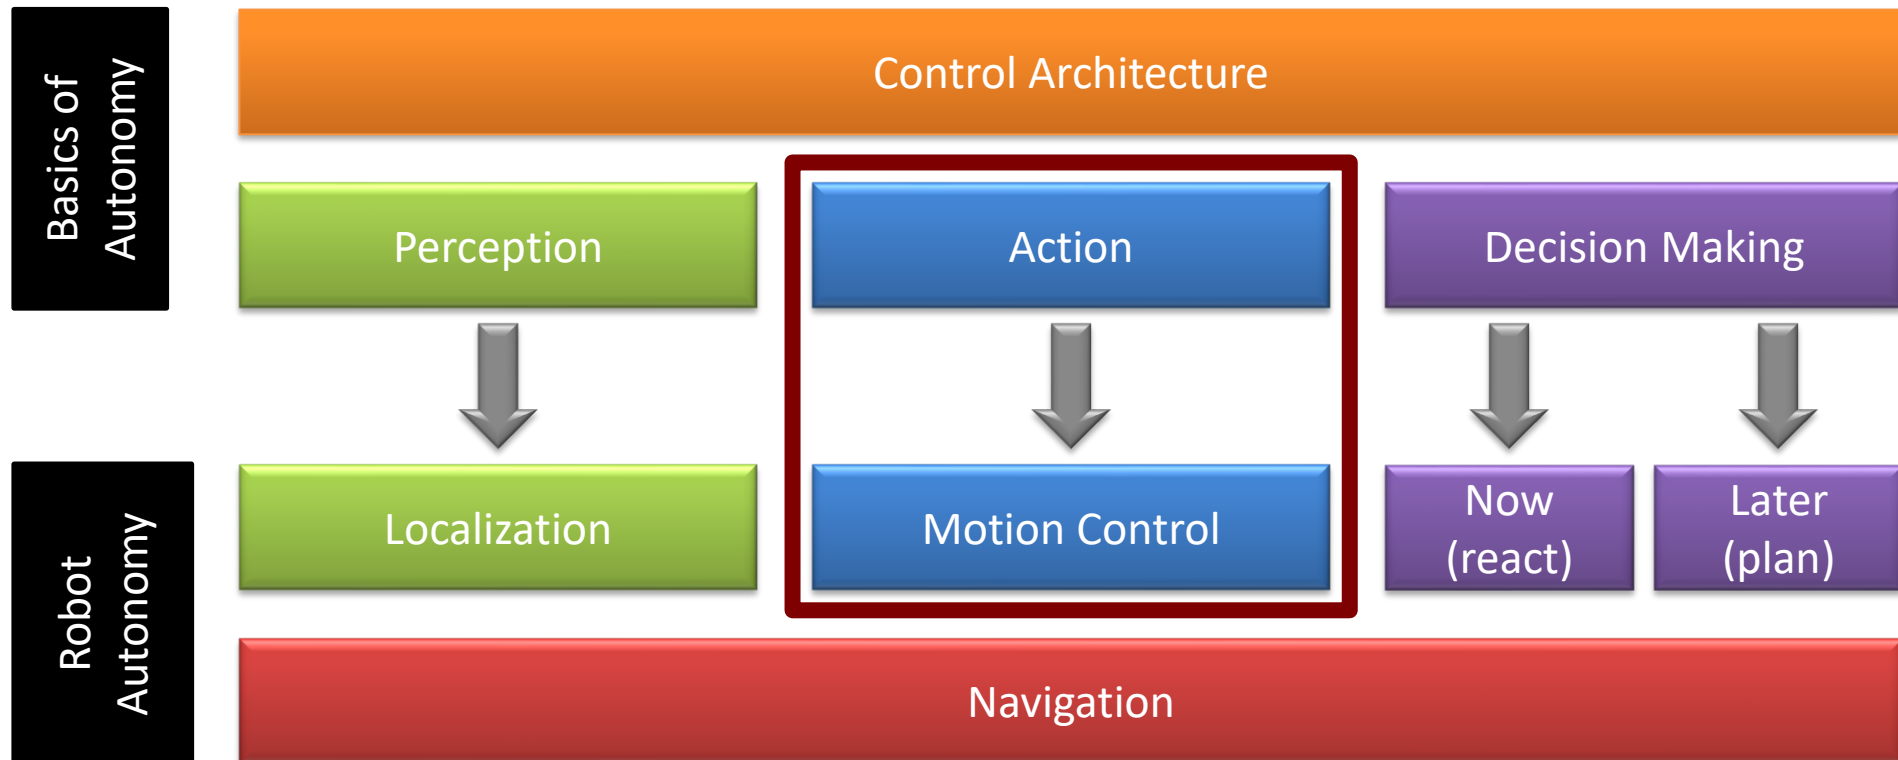 Basics of
Autonomy
Control Architecture
Perception
Action
Decision Making
Robot
Autonomy
Localization
Motion Control
Now
(react)
Later
(plan)
Navigation